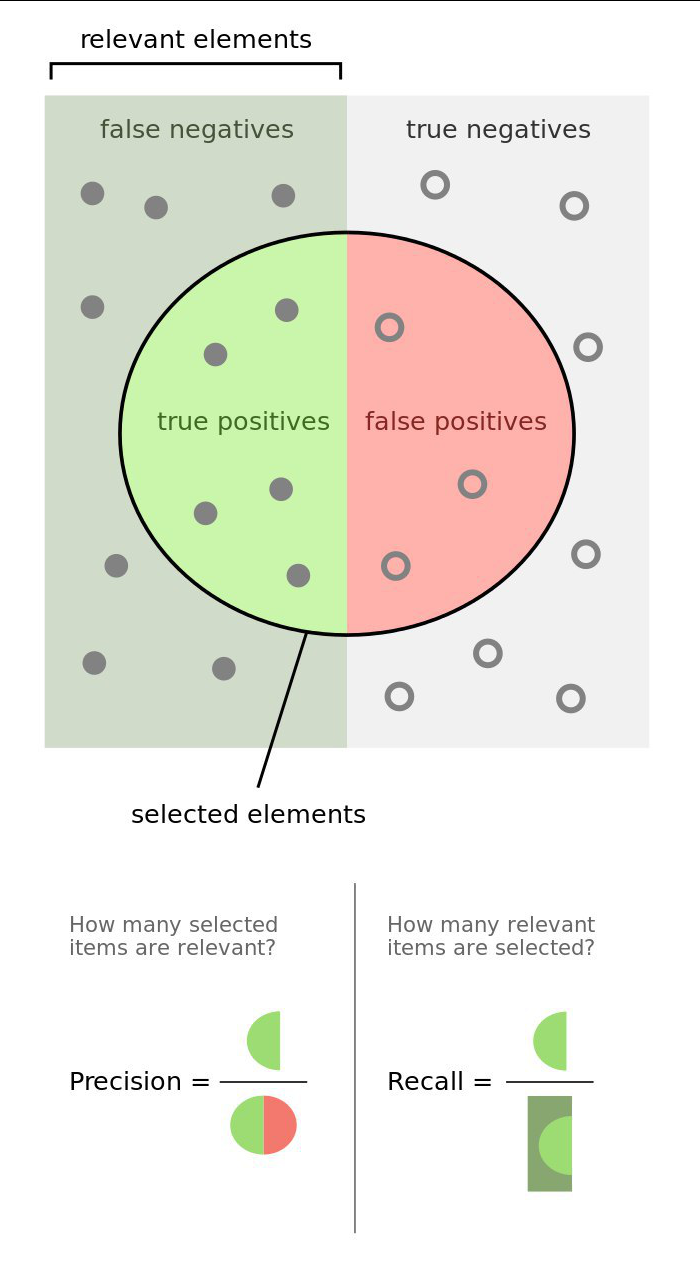 relevant elements
false negatives
true negatives
true positives
false positives
selected elements
How many selected
items are relevant?
How many relevant
items are selected?
Precision =
Recall =